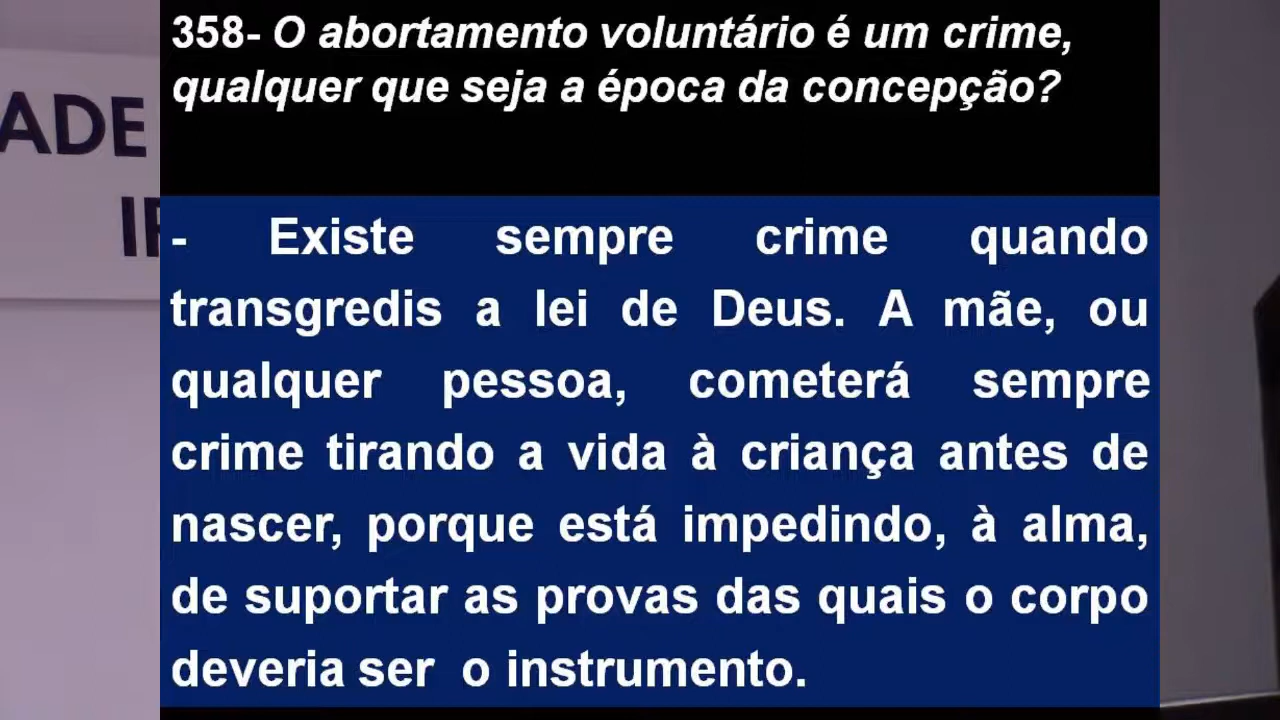 358- O abortamento voluntário é um crime,
qualquer que seja a época da concepção?
ADE
- Existe sempre crime quando
transgredis a lei de Deus. A mãe, ou
qualquer pessoa, cometerá sempre
crime tirando a vida à criança antes de
nascer, porque está impedindo, à alma,
de suportar as provas das quais o corpo
deveria ser o instrumento.